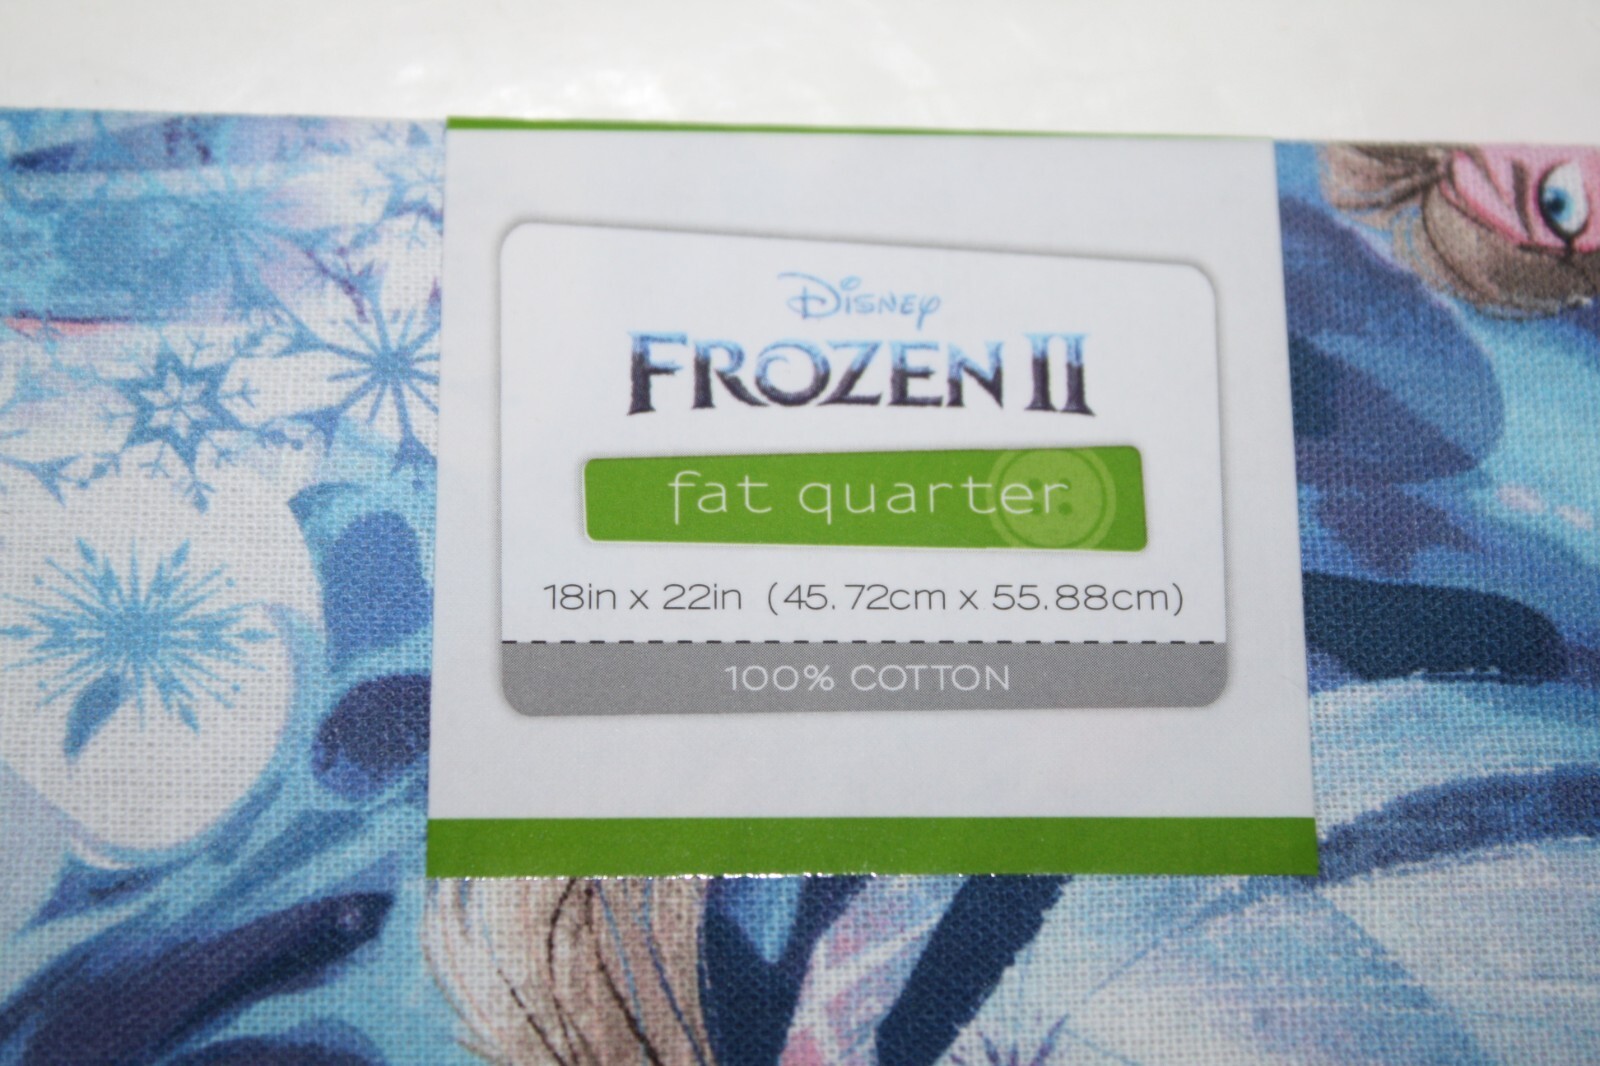 Disney
FROZEN II
fat quarter
18in x 22in (45.72cm x 55.88cm)
100% COTTON